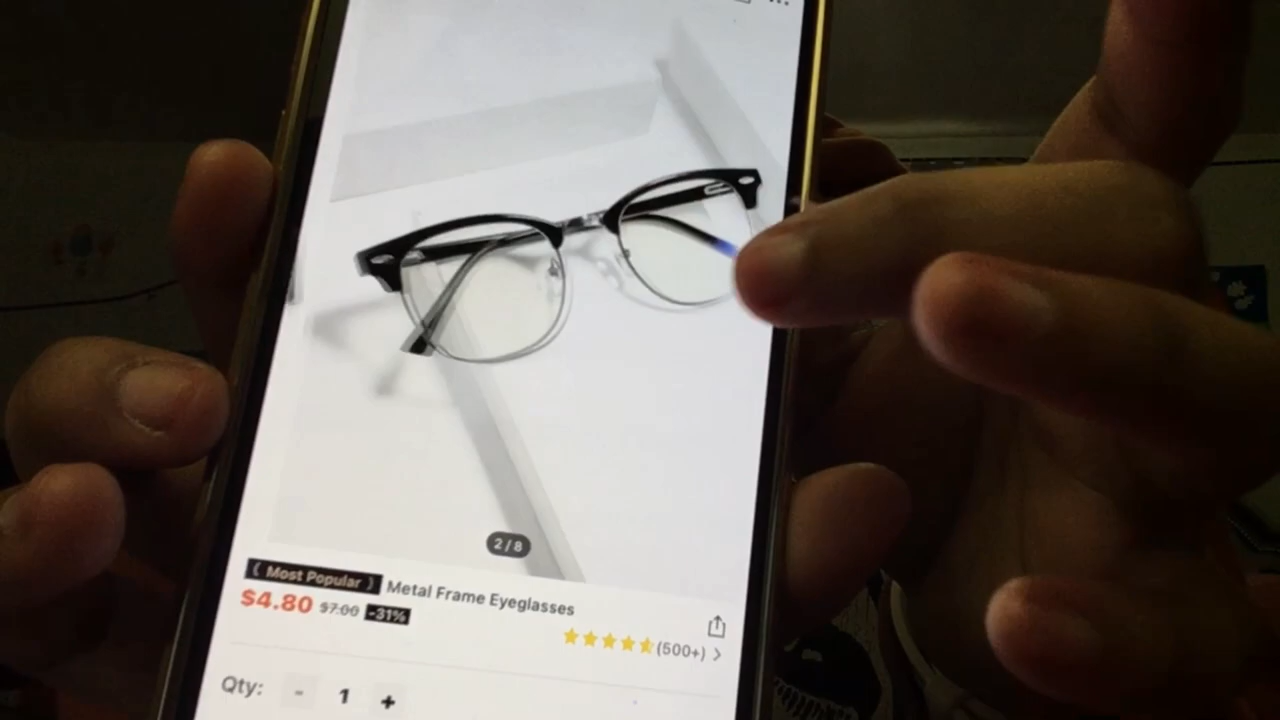 2 / 8
( Most Popular ) Metal Frame Eyeglasses
$4.80 $7.00 -31%
(500+) >
Qty: - 1 +